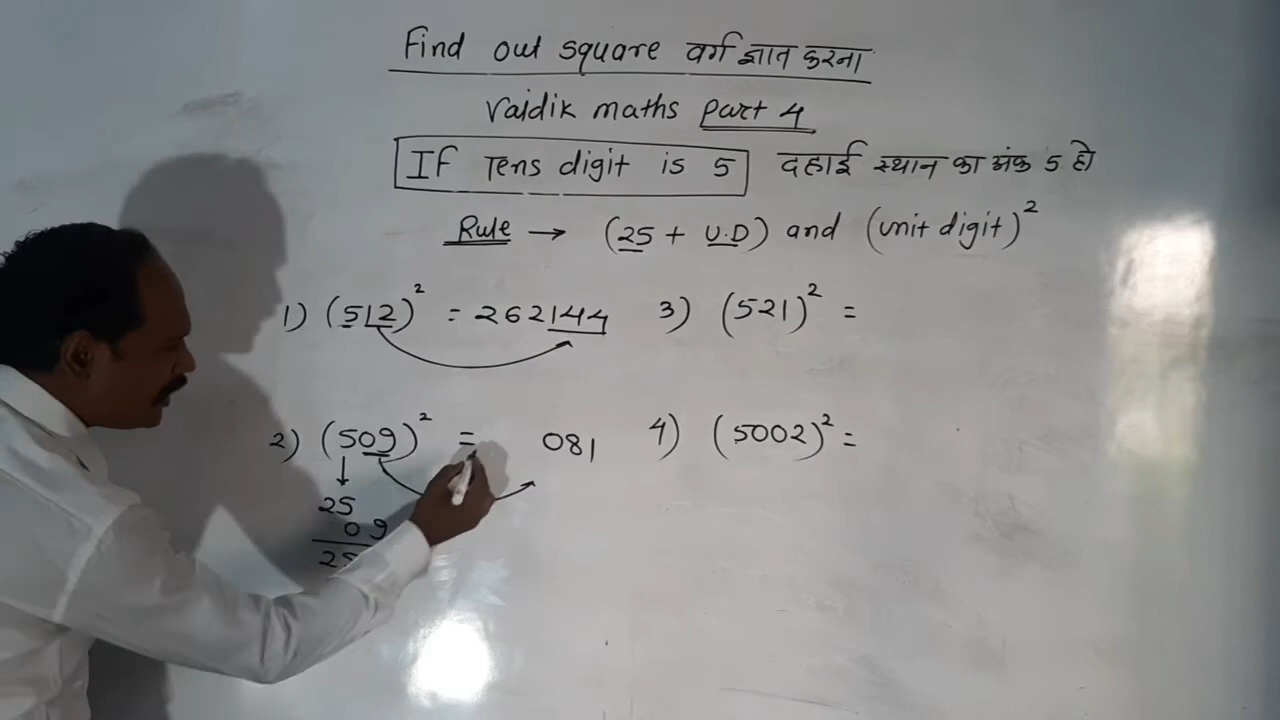 Find out square वर्ग ज्ञात करना
Vaidik maths Part 4
If Tens digit is 5 दहाई स्थान का अंक 5 हो
Rule → (25 + U.D) and (unit digit)²
1) (512)² = 262144
3) (521)² =
2) (509)² = 081
4) (5002)² =
25
09
25